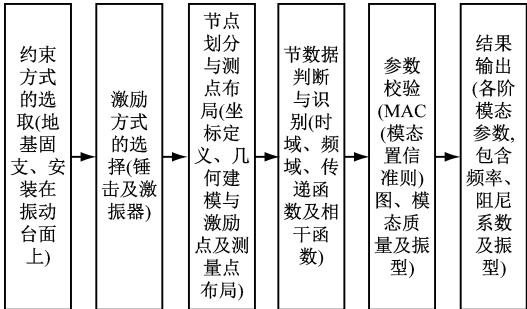 约束
方式
的选
取(地
基固
支、安
装在
振动
台面
上)
激励
方式
的选
择(锤
击及激
振器)
节点
划分
与测
点布
局(坐
标定
义、几
何建
模与
激励
点及测
量点
布局)
节数据
判断
与识
别(时
域、频
域、传
递函
数及相
干函
数)
参数
校验
(MAC
(模态
置信
准则)
图、模
态质
量及振
型)
结果
输出
(各阶
模态
参数,
包含
频率、
阻尼
系数
及振
型)